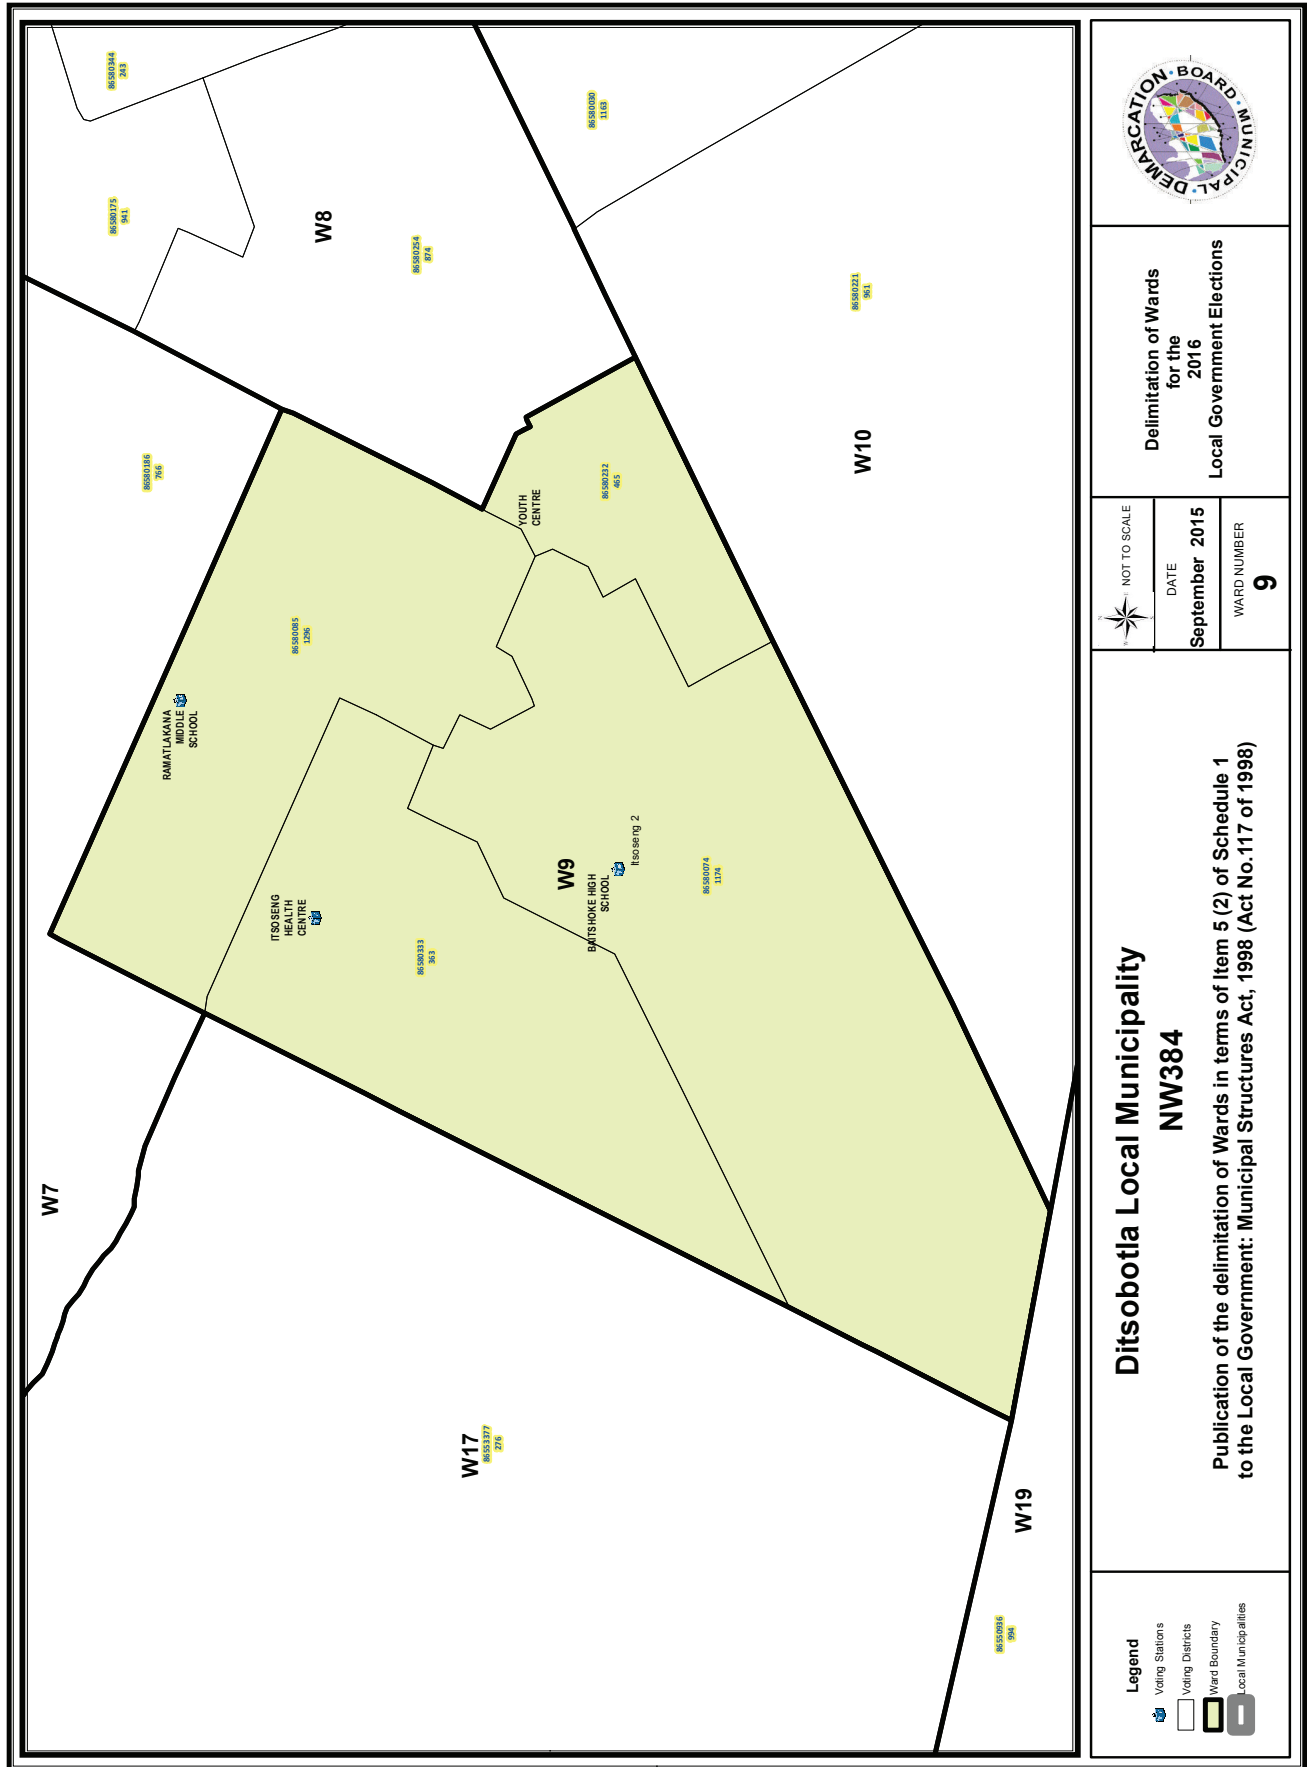 86580344
243
86580175
941
W8
86580254
874
86580030
1163
86580221
961
W10
86580186
766
YOUTH
CENTRE
86580232
465
86580085
1296
RAMATLAKANA
MIDDLE
SCHOOL
ITSOSENG
HEALTH
CENTRE
86580333
363
W9
BAITSHOKE HIGH
SCHOOL
Itsoseng 2
86580074
1174
W7
W17
86553377
276
W19
86550936
994
Legend
Voting Stations
Voting Districts
Ward Boundary
Local Municipalities
Ditsobotla Local Municipality
NW384
Publication of the delimitation of Wards in terms of Item 5 (2) of Schedule 1
to the Local Government: Municipal Structures Act, 1998 (Act No.117 of 1998)
NOT TO SCALE
DATE
September 2015
WARD NUMBER
9
Delimitation of Wards
for the
2016
Local Government Elections
MUNICIPAL DEMARCATION BOARD